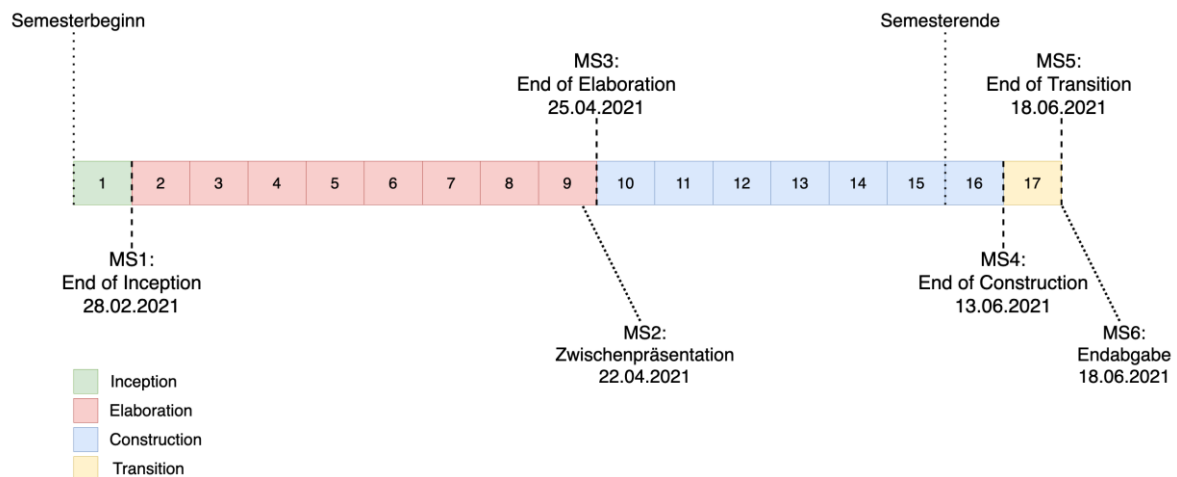 Semesterbeginn
Semesterende
MS3:
End of Elaboration
25.04.2021
MS5:
End of Transition
18.06.2021
1 2 3 4 5 6 7 8 9 10 11 12 13 14 15 16 17
MS1:
End of Inception
28.02.2021
MS4:
End of Construction
13.06.2021
MS2:
Zwischenpräsentation
22.04.2021
MS6:
Endabgabe
18.06.2021
Inception
Elaboration
Construction
Transition